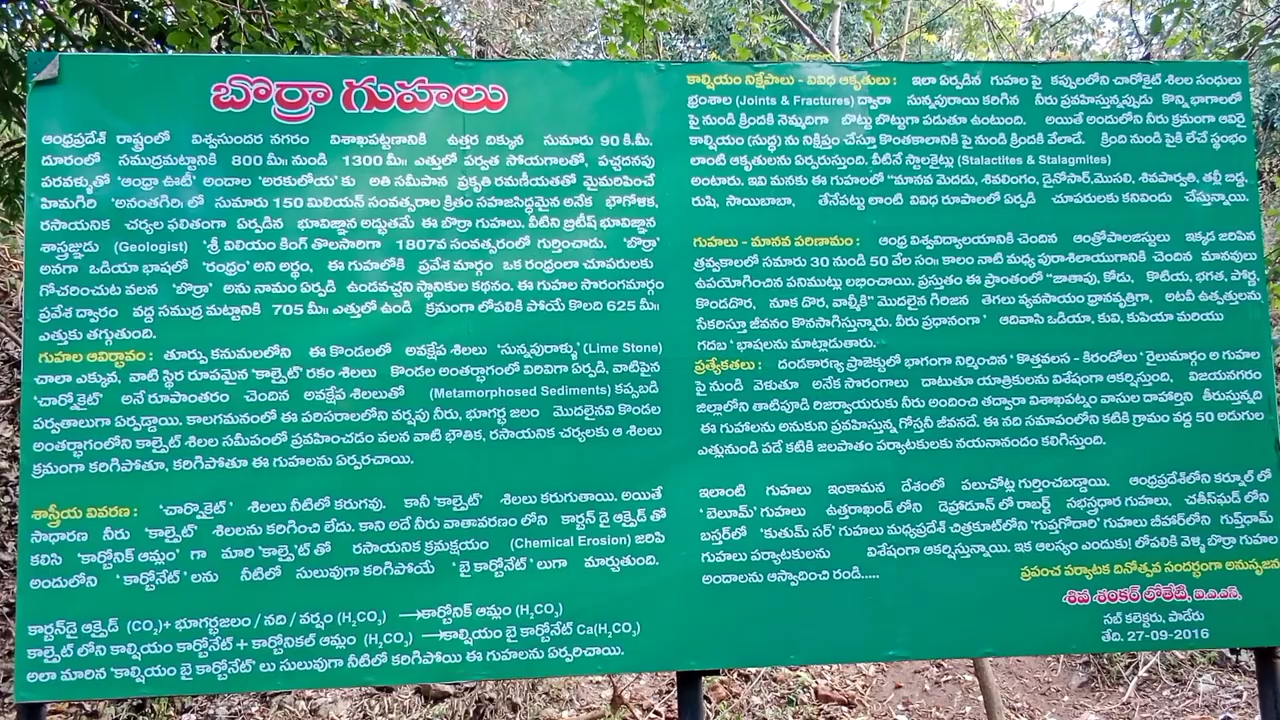 బొర్రా గుహలు
ఆంధ్రప్రదేశ్ రాష్ట్రంలో విశ్వసుందర నగరం విశాఖపట్టణానికి ఉత్తర దిక్కున సుమారు 90 కి.మీ.
దూరంలో సముద్రమట్టానికి 800 మీ॥ నుండి 1300 మీ॥ ఎత్తులో పర్వత సోయగాలతో, పచ్చదనపు
పరవళ్ళుతో 'ఆంధ్రా ఊటీ' అందాల 'అరకులోయ' కు అతి సమీపాన ప్రకృతి రమణీయతతో మైమరిపించే
హిమగిరి 'అనంతగిరి' లో సుమారు 150 మిలియన్ సంవత్సరాల క్రితం సహజసిద్ధమైన అనేక భౌగోళిక,
రసాయనిక చర్యల ఫలితంగా ఏర్పడిన భూవిజ్ఞాన అద్భుతమే ఈ బొర్రా గుహలు. వీటిని బ్రిటీష్ భూవిజ్ఞాన
శాస్త్రజ్ఞుడు (Geologist) 'శ్రీ విలియం కింగ్ తొలసారిగా 1807వ సంవత్సరంలో గుర్తించాడు. 'బొర్రా'
అనగా ఒడియా భాషలో 'రంధ్రం' అని అర్థం, ఈ గుహలోకి ప్రవేశ మార్గం ఒక రంధ్రంలా చూపరులకు
గోచరించుట వలన 'బొర్రా' అను నామం ఏర్పడి ఉండవచ్చని స్థానికుల కథనం. ఈ గుహల సొరంగమార్గం
ప్రవేశ ద్వారం వద్ద సముద్ర మట్టానికి 705 మీ॥ ఎత్తులో ఉండి క్రమంగా లోపలికి పోయే కొలది 625 మీ॥
ఎత్తుకు తగ్గుతుంది.
గుహల ఆవిర్భావం : తూర్పు కనుమలలోని ఈ కొండలలో అవక్షేప శిలలు 'సున్నపురాళ్ళు' (Lime Stone)
చాలా ఎక్కువ, వాటి స్థిర రూపమైన 'కాల్సైట్' రకం శిలలు కొండల అంతర్భాగంలో విరివిగా ఏర్పడి, వాటిపైన
'చార్నోకైట్' అనే రూపాంతరం చెందిన అవక్షేప శిలలుతో (Metamorphosed Sediments) కప్పబడి
పర్వతాలుగా ఏర్పడ్డాయి. కాలగమనంలో ఈ పరిసరాలలోని వర్షపు నీరు, భూగర్భ జలం మొదలైనవి కొండల
అంతర్భాగంలోని కాల్సైట్ శిలల సమీపంలో ప్రవహించడం వలన వాటి భౌతిక, రసాయనిక చర్యలకు ఆ శిలలు
క్రమంగా కరిగిపోతూ, కరిగిపోతూ ఈ గుహలను ఏర్పరచాయి.
శాస్త్రీయ వివరణ : 'చార్నోకైట్' శిలలు నీటిలో కరుగవు. కానీ 'కాల్సైట్' శిలలు కరుగుతాయి. అయితే
సాధారణ నీరు 'కాల్సైట్' శిలలను కరిగించి లేదు. కాని అదే నీరు వాతావరణం లోని కార్బన్ డై ఆక్సైడ్ తో
కలిసి 'కార్బోనిక్ ఆమ్లం' గా మారి 'కాల్సైట్' తో రసాయనిక క్రమక్షయం (Chemical Erosion) జరిపి
అందులోని 'కార్బోనేట్' లను నీటిలో సులువుగా కరిగిపోయే 'బై కార్బోనేట్' లుగా మార్చుతుంది.
కార్బన్‌డై ఆక్సైడ్ (CO₂)+ భూగర్భజలం / నది / వర్షం (H₂CO₃) →కార్బోనిక్ ఆమ్లం (H₂CO₃)
కాల్సైట్ లోని కాల్షియం కార్బోనేట్ + కార్బోనికల్ ఆమ్లం (H₂CO₃) →కాల్షియం బై కార్బోనేట్ Ca(H₂CO₃)
అలా మారిన 'కాల్షియం బై కార్బోనేట్' లు సులువుగా నీటిలో కరిగిపోయి ఈ గుహలను ఏర్పరిచాయి.
కాల్షియం నిక్షేపాలు - వివిధ ఆకృతులు : ఇలా ఏర్పడిన గుహల పై కప్పులలోని చారోకైట్ శిలల సందులు
భ్రంశాల (Joints & Fractures) ద్వారా సున్నపురాయి కరిగిన నీరు ప్రవహిస్తున్నప్పుడు కొన్ని భాగాలలో
పై నుండి క్రిందకి నెమ్మదిగా బొట్టు బొట్టుగా పడుతూ ఉంటుంది. అయితే అందులోని నీరు క్రమంగా ఆవిరై
కాల్షియం (సుద్ద) ను నిక్షిప్తం చేస్తూ కొంతకాలానికి పై నుండి క్రిందకి వేలాడే. క్రింది నుండి పైకి లేచే స్థంభం
లాంటి ఆకృతులను ఏర్పరుస్తుంది. వీటినే స్టాలకైట్లు (Stalactites & Stalagmites)
అంటారు. ఇవి మనకు ఈ గుహలలో "మానవ మెదడు, శివలింగం, డైనోసార్,మొసలి, శివపార్వతి, తల్లీ బిడ్డ,
రుషి, సాయిబాబా, తేనేపట్టు లాంటి వివిధ రూపాలలో ఏర్పడి చూపరులకు కనివిందు చేస్తున్నాయి.
గుహలు - మానవ పరిణామం : ఆంధ్ర విశ్వవిద్యాలయానికి చెందిన ఆంత్రోపాలజిస్టులు ఇక్కడ జరిపిన
త్రవ్వకాలలో సమారు 30 నుండి 50 వేల సం॥ కాలం నాటి మధ్య పురాశిలాయుగానికి చెందిన మానవులు
ఉపయోగించిన పనిముట్లు లభించాయి. ప్రస్తుతం ఈ ప్రాంతంలో "జాతాపు, కోడు, కొటియ, భగత, పోర్జ,
కొండదొర, నూక దొర, వాల్మీకి" మొదలైన గిరిజన తెగలు వ్యవసాయం ప్రధానవృత్తిగా, అటవీ ఉత్పత్తులను
సేకరిస్తూ జీవనం కొనసాగిస్తున్నారు. వీరు ప్రధానంగా ' ఆదివాసి ఒడియా, కువి, కుపియా మరియు
గదబ ' భాషలను మాట్లాడుతారు.
ప్రత్యేకతలు : దండకారణ్య ప్రాజెక్టులో భాగంగా నిర్మించిన ' కొత్తవలస - కిరండోలు ' రైలుమార్గం ఆ గుహల
పై నుండి వెళుతూ అనేక సొరంగాలు దాటుతూ యాత్రికులను విశేషంగా ఆకర్షిస్తుంది, విజయనగరం
జిల్లాలోని తాటిపూడి రిజర్వాయరుకు నీరు అందించి తద్వారా విశాఖపట్నం వాసుల దాహార్తిని తీరుస్తున్నది
ఈ గుహాలను అనుకుని ప్రవహిస్తున్న గోస్తనీ జీవనదే. ఈ నది సమాపంలోని కటికి గ్రామం వద్ద 50 అడుగుల
ఎత్తునుండి పడే కటికి జలపాతం పర్యాటకులకు నయనానందం కలిగిస్తుంది.
ఇలాంటి గుహలు ఇంకామన దేశంలో పలుచోట్ల గుర్తించబడ్డాయి. ఆంధ్రప్రదేశ్‌లోని కర్నూల్ లో
'బెలూమ్' గుహలు ఉత్తరాఖండ్ లోని డెహ్రాడూన్ లో రాబర్ట్ గుహలు, చతీస్‌ఘడ్ లోని
బస్తర్‌లో 'కుతుమ్ సర్' గుహలు మధ్యప్రదేశ్ చిత్రకూట్‌లోని 'గుప్తగోదారి' గుహలు బీహార్‌లోని గుప్త్‌ధామ్
గుహలు పర్యాటకులను విశేషంగా ఆకర్షిస్తున్నాయి. ఇక ఆలస్యం ఎందుకు! లోపలికి వెళ్ళి బొర్రా గుహల
అందాలను ఆస్వాదించి రండి.....
ప్రపంచ పర్యాటక దినోత్సవ సందర్భంగా అనుసృజన
శివ శంకర్ లోతేటి, ఐ.ఎ.ఎస్,
సబ్ కలెక్టరు, పాడేరు
తేది. 27-09-2016